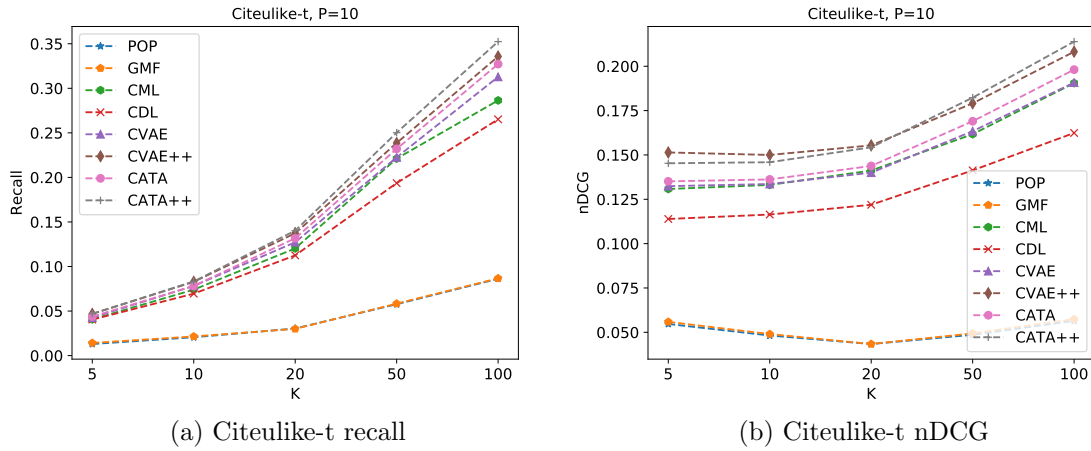 Citeulike-t, P=10
0.35
0.30
0.25
0.20
0.15
0.10
0.05
0.00
Recall
POP
GMF
CML
CDL
CVAE
CVAE++
CATA
CATA++
5 10 20 50 100
K
(a) Citeulike-t recall
Citeulike-t, P=10
0.200
0.175
0.150
0.125
0.100
0.075
0.050
nDCG
POP
GMF
CML
CDL
CVAE
CVAE++
CATA
CATA++
5 10 20 50 100
K
(b) Citeulike-t nDCG